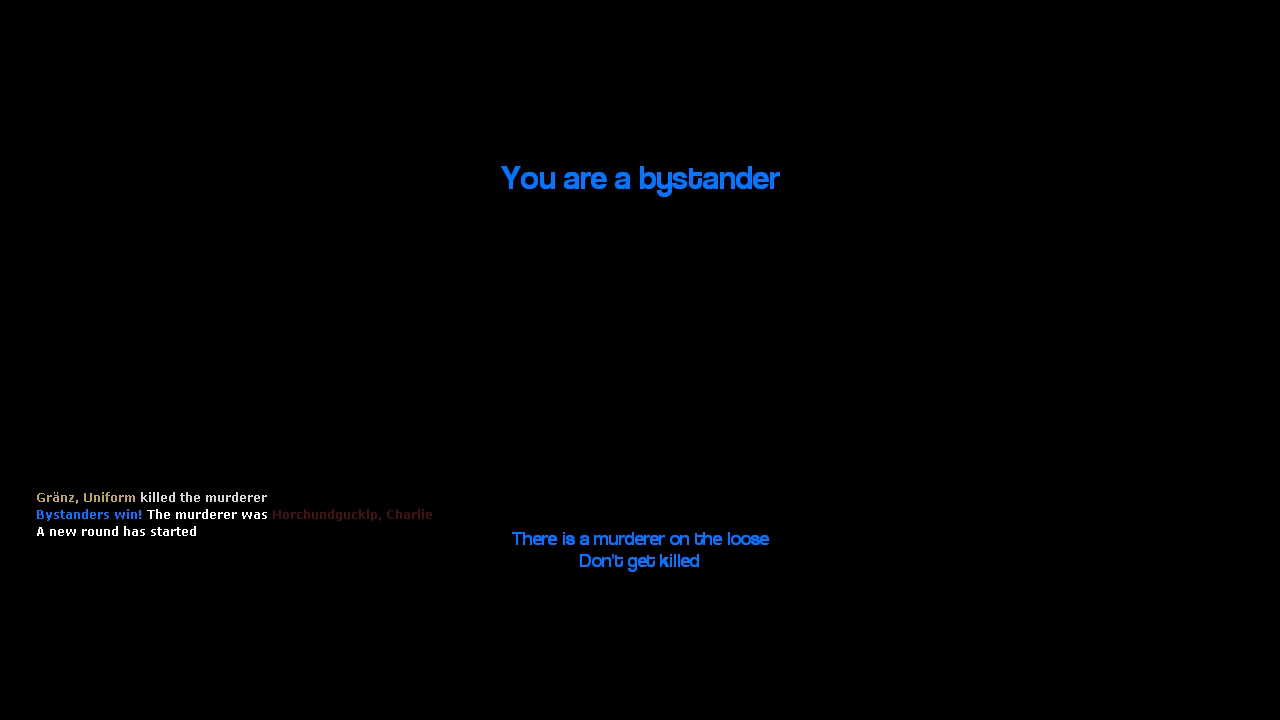 You are a bystander
Gränz, Uniform killed the murderer
Bystanders win! The murderer was Horchundguckip, Charlie
A new round has started
There is a murderer on the loose
Don't get killed